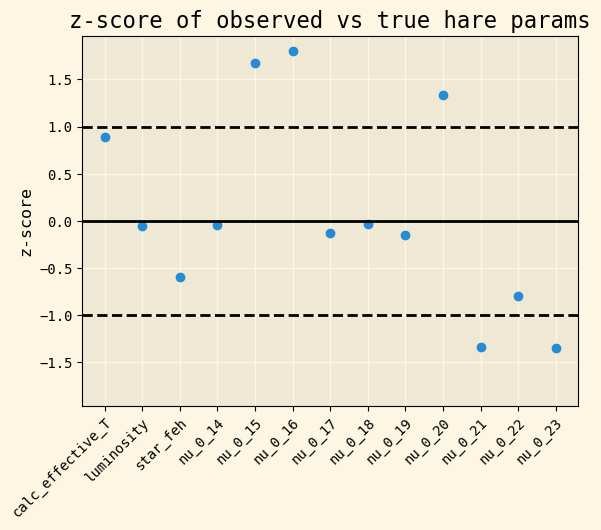 z-score of observed vs true hare params
z-score
1.5
1.0
0.5
0.0
−0.5
−1.0
−1.5
calc_effective_T
luminosity
star_feh
nu_0_14
nu_0_15
nu_0_16
nu_0_17
nu_0_18
nu_0_19
nu_0_20
nu_0_21
nu_0_22
nu_0_23